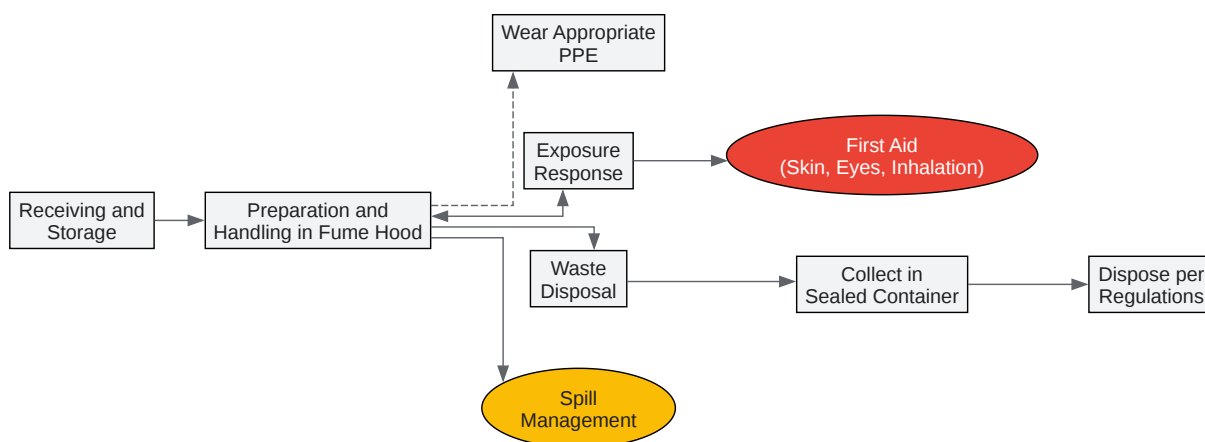 Wear Appropriate
PPE
Exposure
Response
First Aid
(Skin, Eyes, Inhalation)
Receiving and
Storage
Preparation and
Handling in Fume Hood
Waste
Disposal
Collect in
Sealed Container
Dispose per
Regulations
Spill
Management